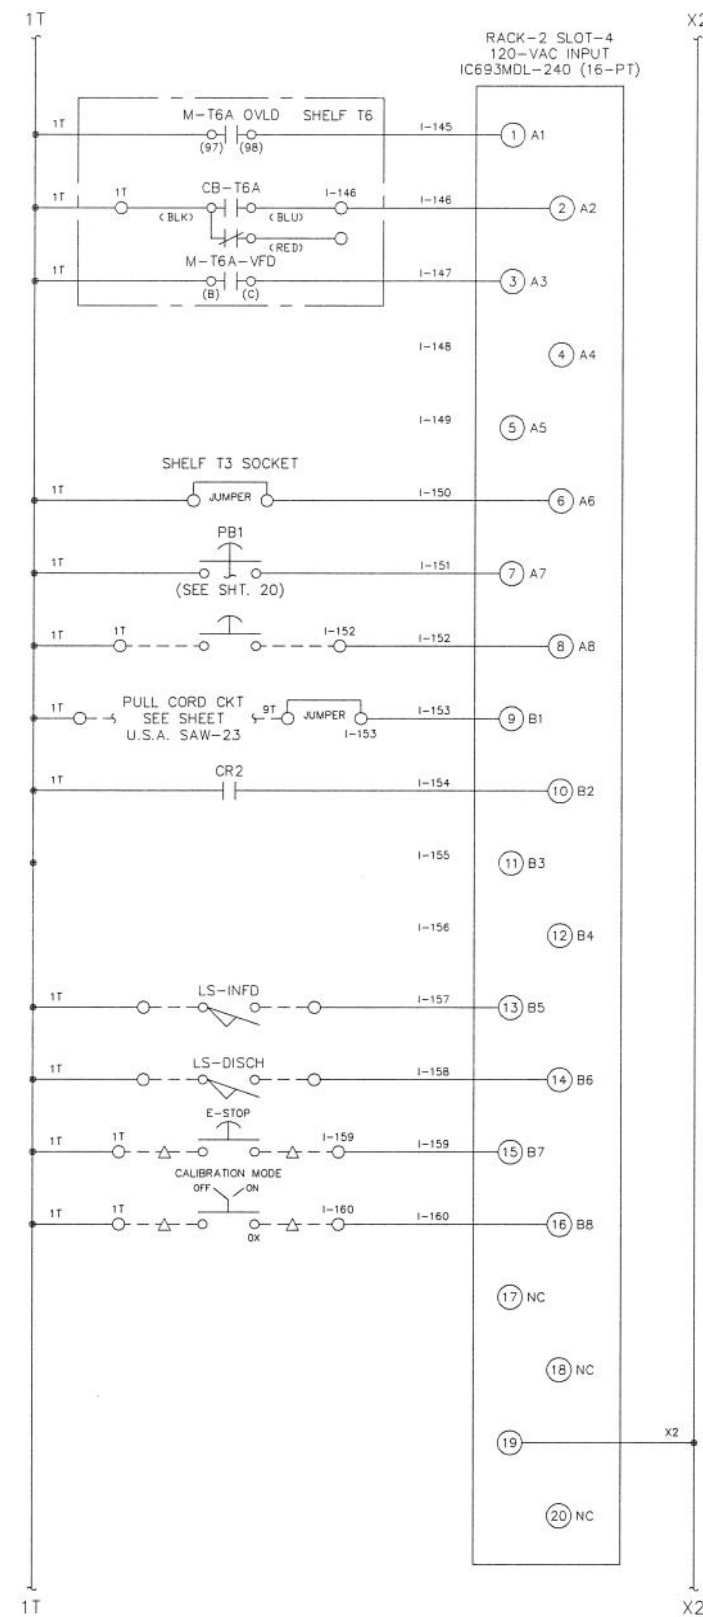 1T
X2
RACK-2 SLOT-4
120-VAC INPUT
IC693MDL-240 (16-PT)
M-T6A OVLD SHELF T6
1T
(97) (98)
I-145
1 A1
CB-T6A
1T
1T
I-146
I-146
2 A2
(BLK)
(BLU)
(RED)
M-T6A-VFD
1T
(B) (C)
I-147
3 A3
I-148
4 A4
I-149
5 A5
SHELF T3 SOCKET
1T
JUMPER
I-150
6 A6
PB1
1T
I-151
7 A7
(SEE SHT. 20)
1T
1T
I-152
I-152
8 A8
1T
PULL CORD CKT
SEE SHEET
U.S.A. SAW-23
9T
JUMPER
I-153
I-153
9 B1
CR2
1T
I-154
10 B2
I-155
11 B3
I-156
12 B4
LS-INFD
1T
I-157
13 B5
LS-DISCH
1T
I-158
14 B6
E-STOP
1T
1T
I-159
I-159
15 B7
CALIBRATION MODE
OFF ON
1T
1T
OX
I-160
I-160
16 B8
17 NC
18 NC
19
X2
20 NC
1T
X2